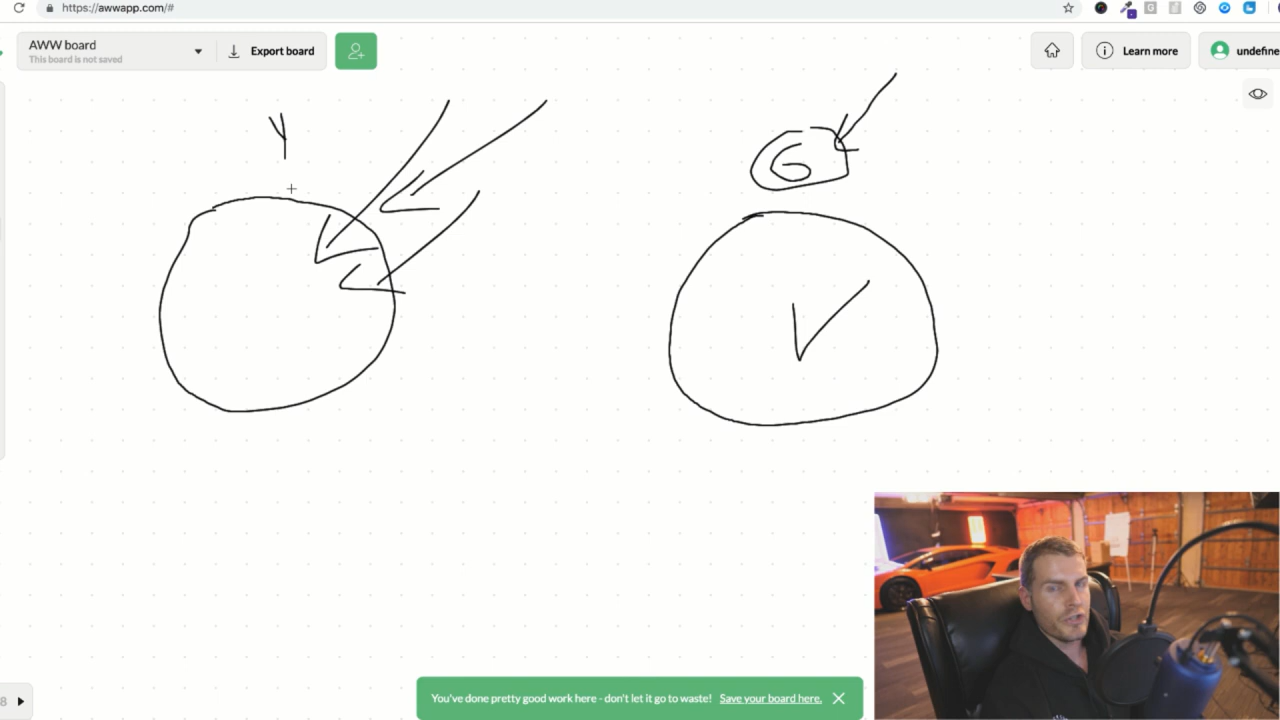 https://awwapp.com/#
AWW board
This board is not saved
Export board
Learn more
undefine
Y
G
You've done pretty good work here - don't let it go to waste! Save your board here.
8